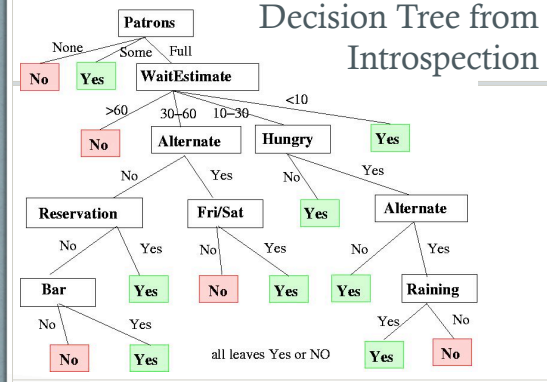 Decision Tree from
Introspection
Patrons
None Some Full
No Yes WaitEstimate
>60 30–60 10–30 <10
No Alternate Hungry Yes
No Yes No Yes
Reservation Fri/Sat Yes Alternate
No Yes No Yes No Yes
Bar Yes No Yes Yes Raining
No Yes Yes No
No Yes all leaves Yes or NO Yes No